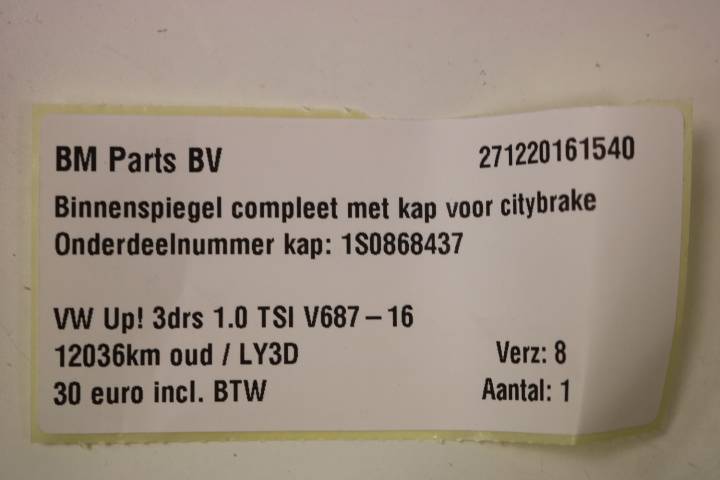 BM Parts BV 271220161540
Binnenspiegel compleet met kap voor citybrake
Onderdeelnummer kap: 1S0868437
VW Up! 3drs 1.0 TSI V687-16
12036km oud / LY3D Verz: 8
30 euro incl. BTW Aantal: 1